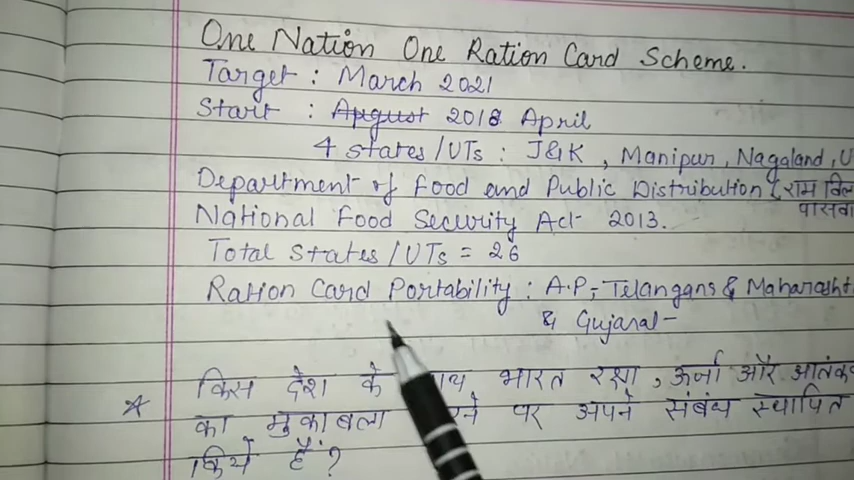 One Nation One Ration Card Scheme.
Target : March 2021
Start : August 2018 April
4 states/UTs : J&K, Manipur, Nagaland, U
Department of Food and Public Distribution (राम विल
पासवा
National Food Security Act 2013.
Total States/UTs = 26
Ration Card Portability : A.P, Telangans & Maharasht
& Gujarat
किस देश के भारत रक्षा, ऊर्जा और आतंक
का मुकाबला पर अपने संबंध स्थापित
किये हैं?